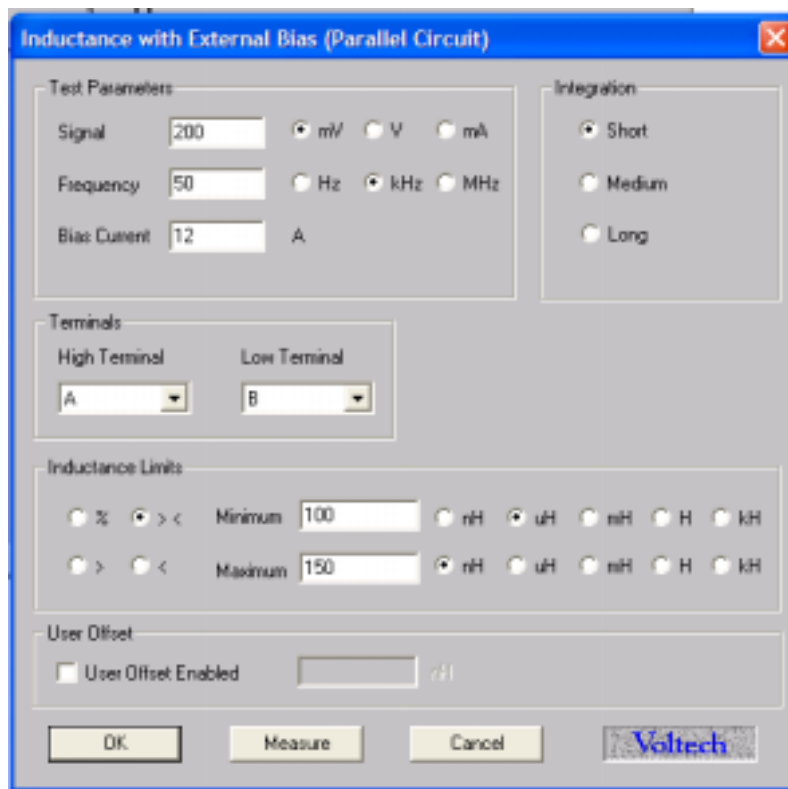 Inductance with External Bias (Parallel Circuit)
Test Parameters
Signal 200 mV V mA
Frequency 50 Hz kHz MHz
Bias Current 12 A
Integration
Short
Medium
Long
Terminals
High Terminal Low Terminal
A B
Inductance Limits
% > < Minimum 100 nH uH mH H kH
> < Maximum 150 nH uH mH H kH
User Offset
User Offset Enabled nH
OK Measure Cancel Voltech